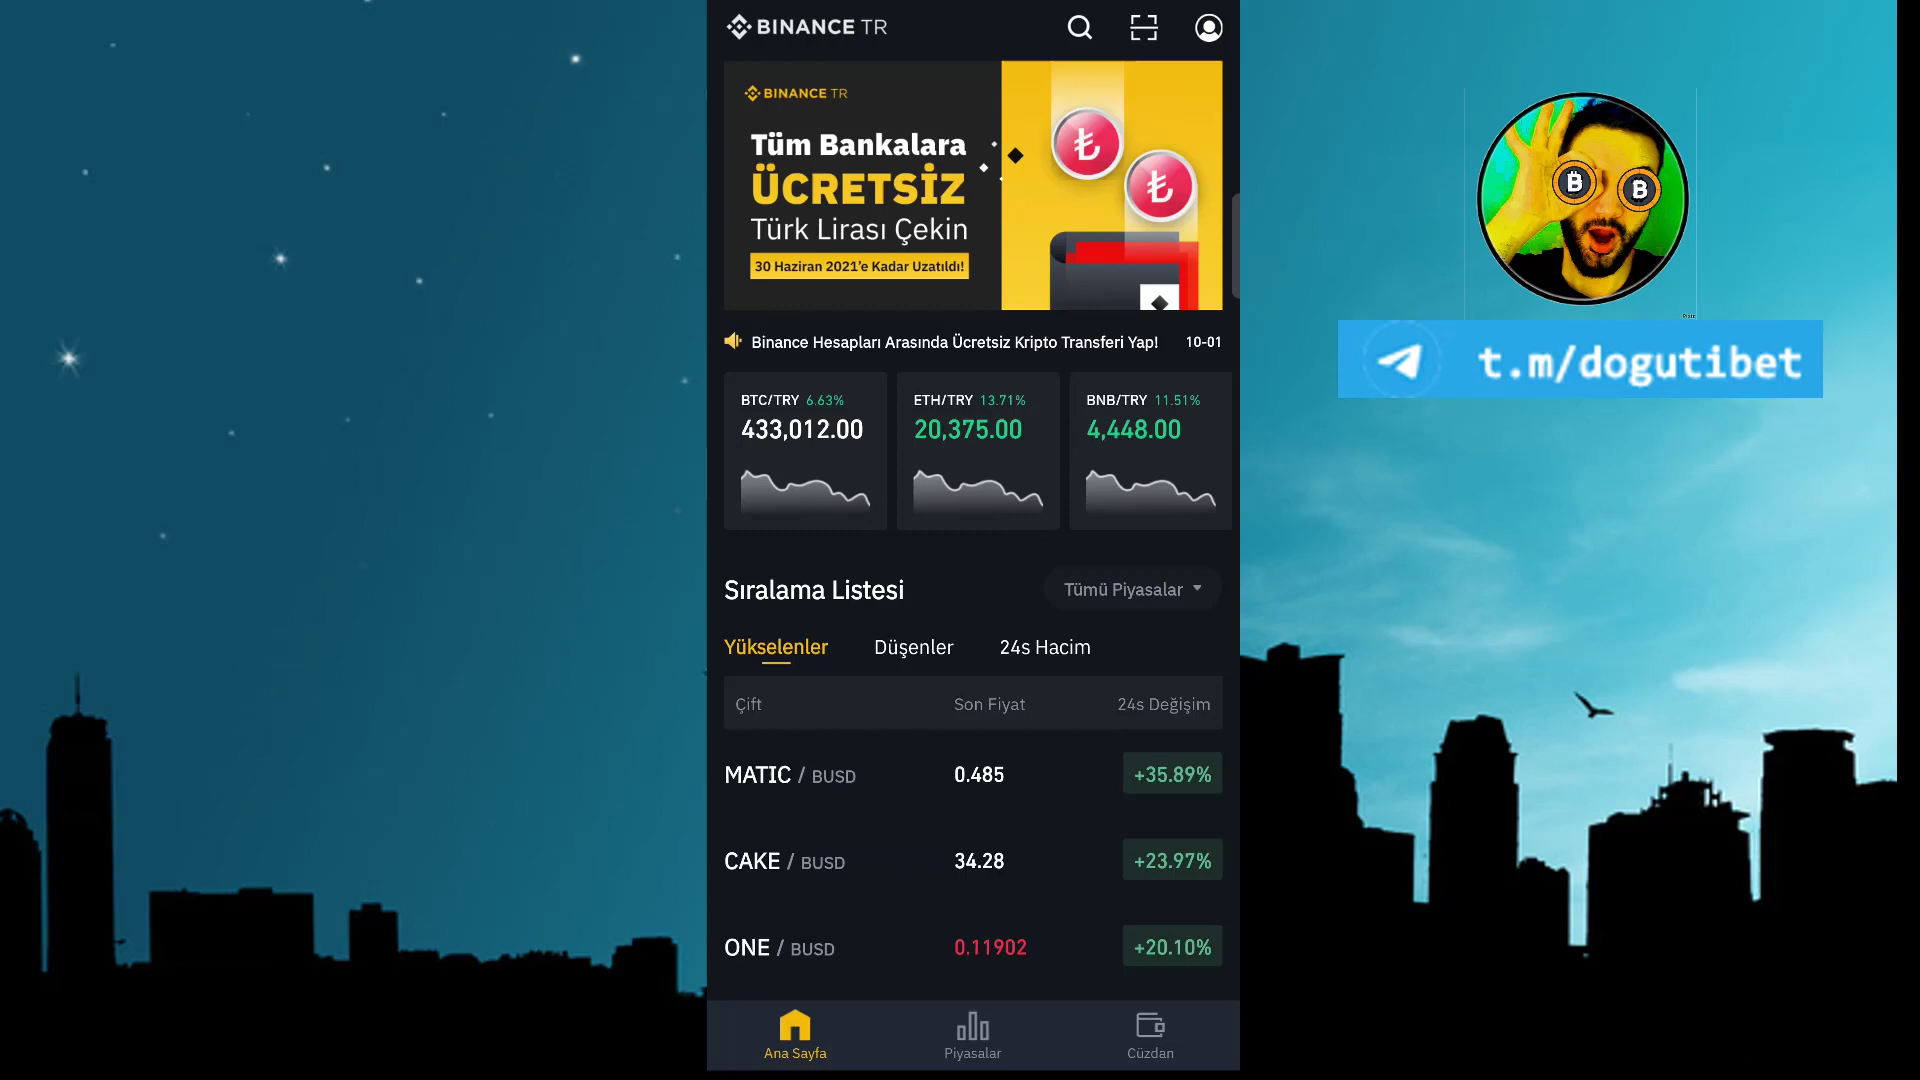 BINANCE TR
BINANCE TR
Tüm Bankalara
ÜCRETSİZ
Türk Lirası Çekin
30 Haziran 2021'e Kadar Uzatıldı!
Binance Hesapları Arasında Ücretsiz Kripto Transferi Yap! 10-01
BTC/TRY 6.63%
433,012.00
ETH/TRY 13.71%
20,375.00
BNB/TRY 11.51%
4,448.00
Sıralama Listesi
Tümü Piyasalar
Yükselenler Düşenler 24s Hacim
Çift Son Fiyat 24s Değişim
MATIC / BUSD 0.485 +35.89%
CAKE / BUSD 34.28 +23.97%
ONE / BUSD 0.11902 +20.10%
Ana Sayfa Piyasalar Cüzdan
t.m/dogutibet